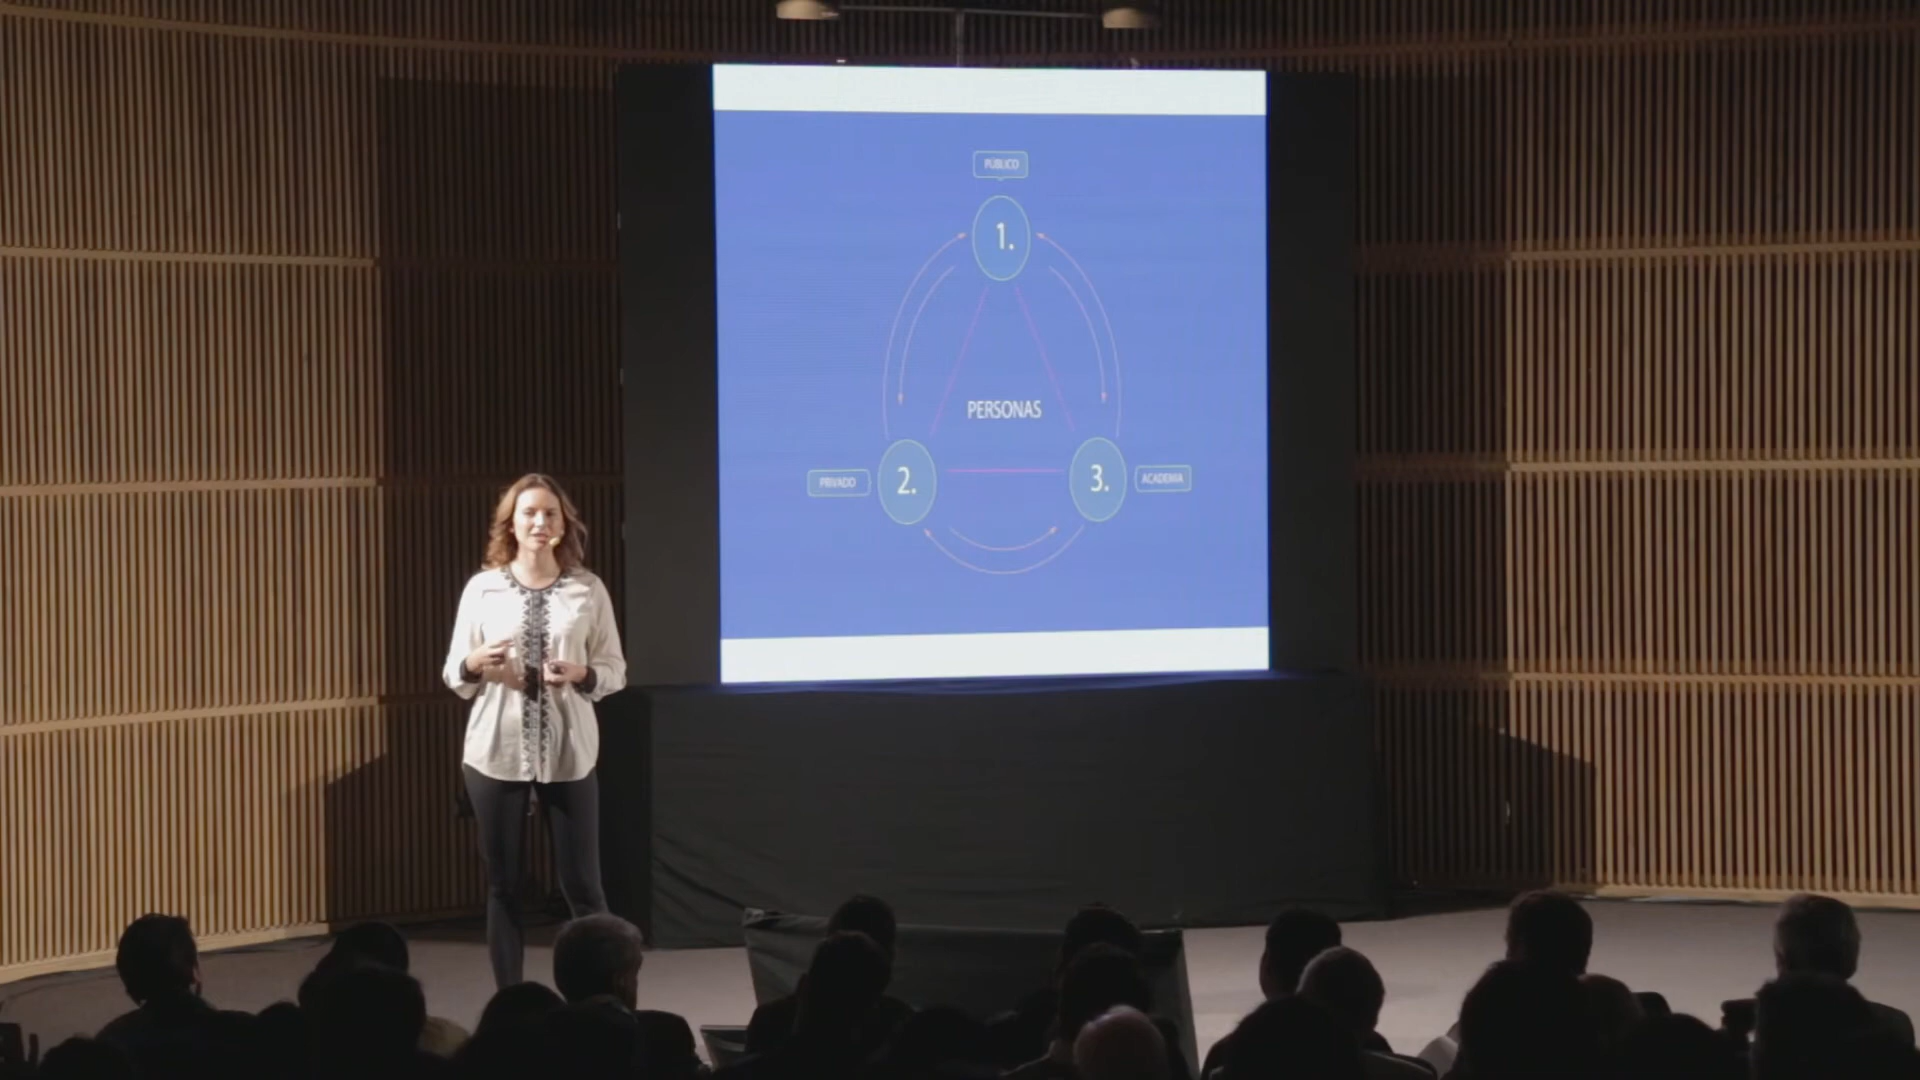 PÚBLICO
1.
PERSONAS
PRIVADO
2.
3.
ACADEMIA